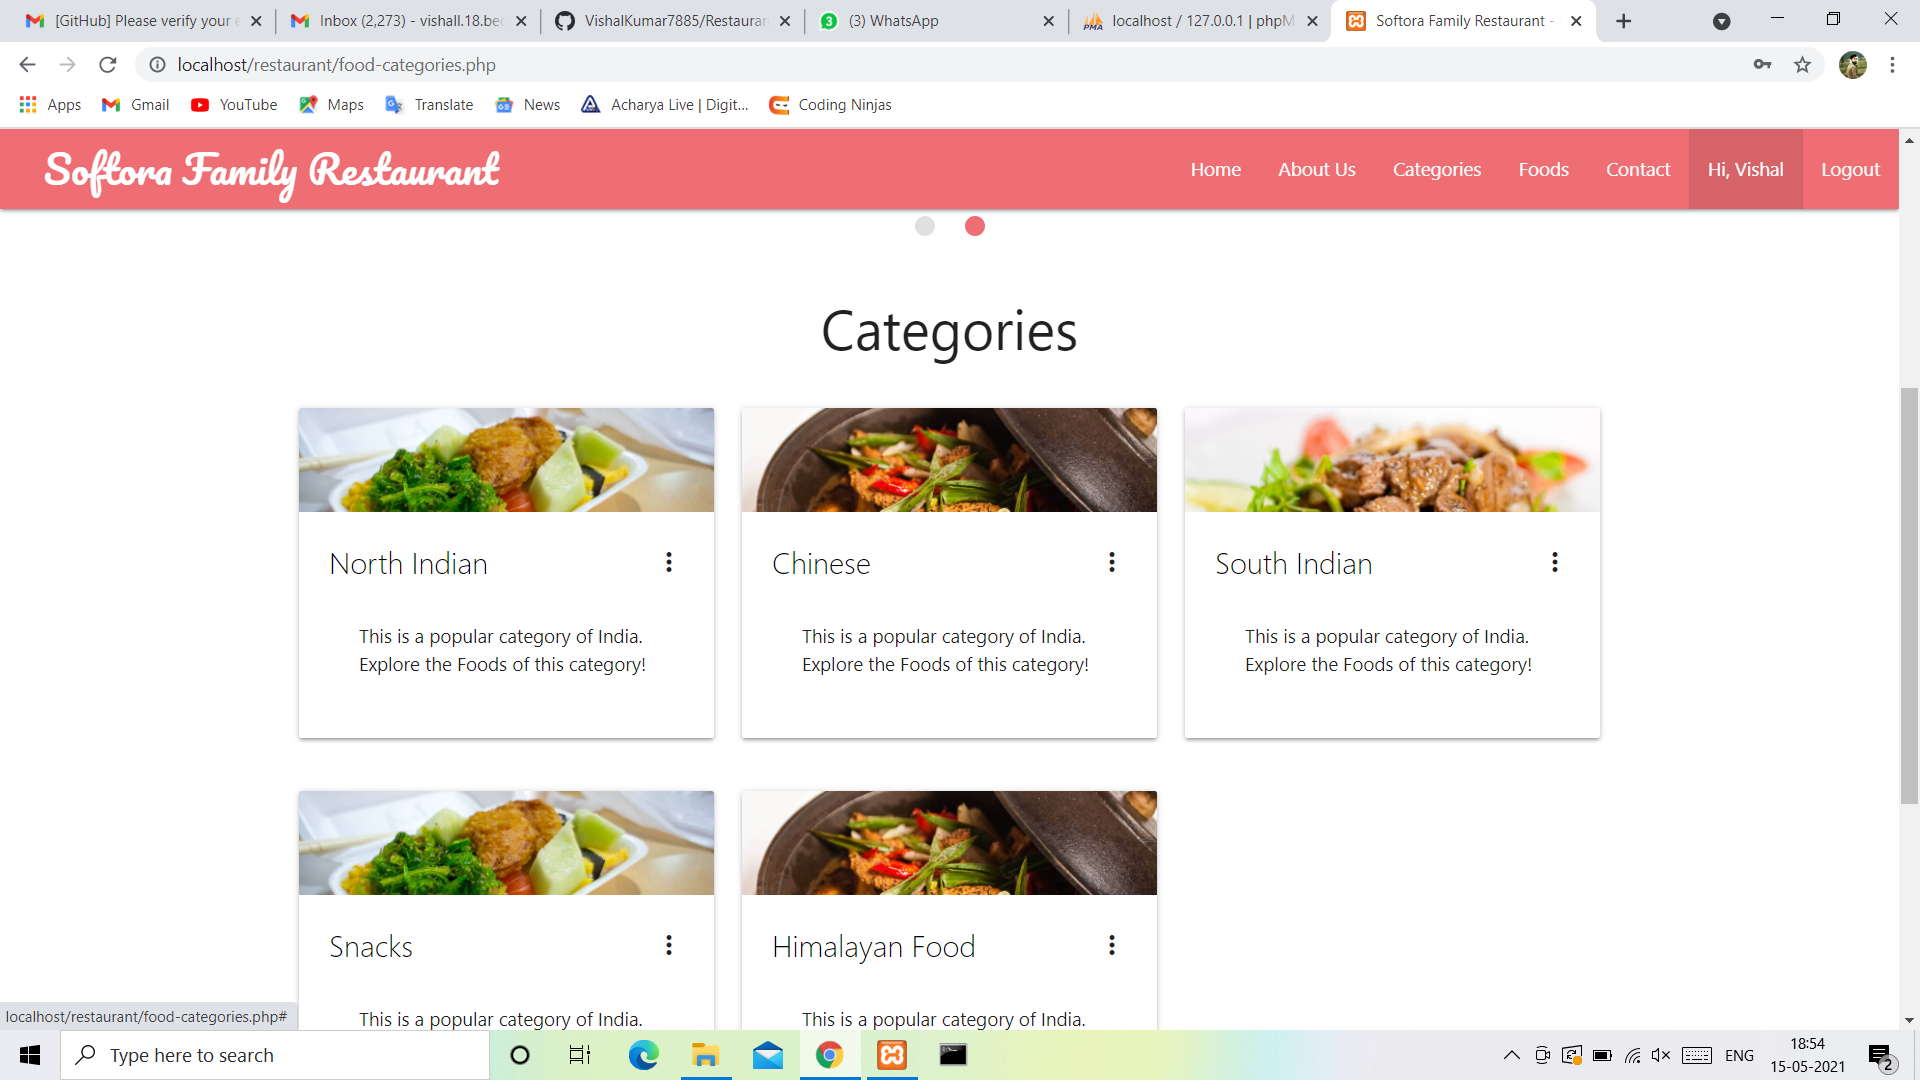 [GitHub] Please verify your e
Inbox (2,273) - vishall.18.bec
VishalKumar7885/Restauran
(3) WhatsApp
localhost / 127.0.0.1 | phpM
Softora Family Restaurant -
localhost/restaurant/food-categories.php
Apps
Gmail
YouTube
Maps
Translate
News
Acharya Live | Digit...
Coding Ninjas
Softora Family Restaurant
Home
About Us
Categories
Foods
Contact
Hi, Vishal
Logout
Categories
North Indian
This is a popular category of India.
Explore the Foods of this category!
Chinese
This is a popular category of India.
Explore the Foods of this category!
South Indian
This is a popular category of India.
Explore the Foods of this category!
Snacks
This is a popular category of India.
Himalayan Food
This is a popular category of India.
localhost/restaurant/food-categories.php#
Type here to search
ENG
18:54
15-05-2021
2